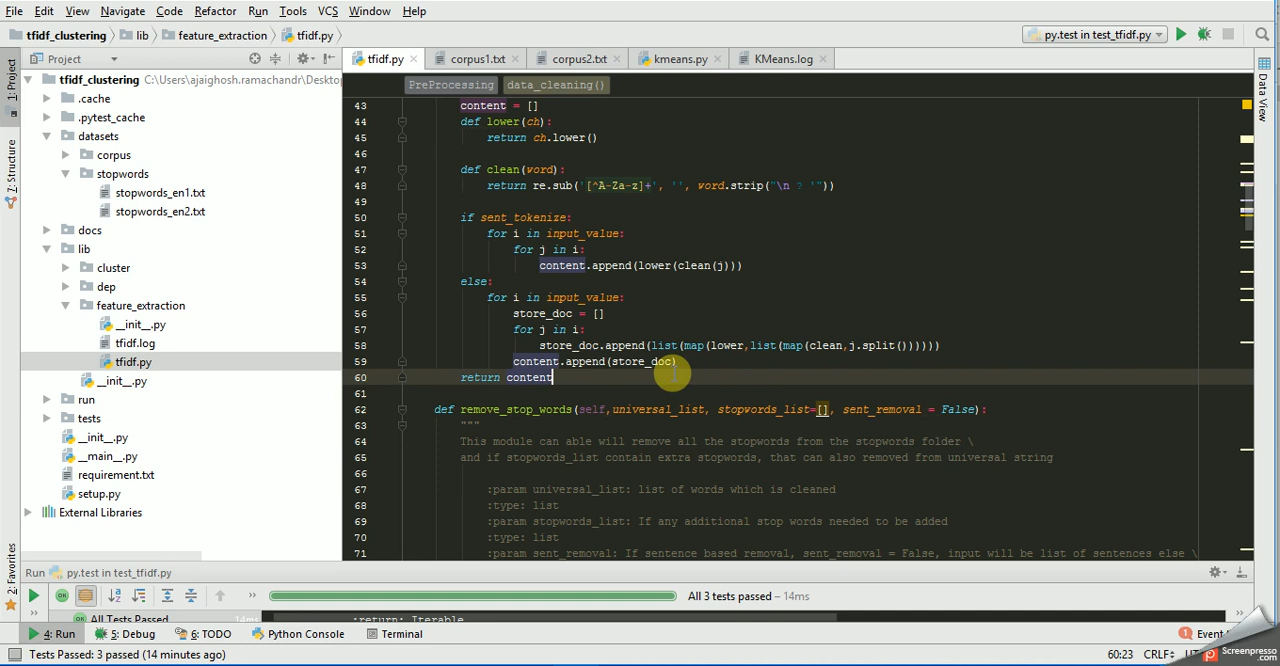 File Edit View Navigate Code Refactor Run Tools VCS Window Help
tfidf_clustering lib feature_extraction tfidf.py py.test in test_tfidf.py
Project tfidf.py corpus1.txt corpus2.txt kmeans.py KMeans.log
1: Project
7: Structure
2: Favorites
Data View
tfidf_clustering C:\Users\ajaighosh.ramachandr\Deskto
.cache
.pytest_cache
datasets
corpus
stopwords
stopwords_en1.txt
stopwords_en2.txt
docs
lib
cluster
dep
feature_extraction
__init__.py
tfidf.log
tfidf.py
__init__.py
run
tests
__init__.py
__main__.py
requirement.txt
setup.py
External Libraries
PreProcessing data_cleaning()
43 content = []
44 def lower(ch):
45 return ch.lower()
46
47 def clean(word):
48 return re.sub('[^A-Za-z]+', '', word.strip("\n ? '"))
49
50 if sent_tokenize:
51 for i in input_value:
52 for j in i:
53 content.append(lower(clean(j)))
54 else:
55 for i in input_value:
56 store_doc = []
57 for j in i:
58 store_doc.append(list(map(lower,list(map(clean,j.split())))))
59 content.append(store_doc)
60 return content
61
62 def remove_stop_words(self,universal_list, stopwords_list=[], sent_removal = False):
63 """
64 This module can able will remove all the stopwords from the stopwords folder \
65 and if stopwords_list contain extra stopwords, that can also removed from universal string
66
67 :param universal_list: list of words which is cleaned
68 :type: list
69 :param stopwords_list: If any additional stop words needed to be added
70 :type: list
71 :param sent_removal: If sentence based removal, sent_removal = False, input will be list of sentences else \
Run py.test in test_tfidf.py
All 3 tests passed – 14ms
All Tests Passed 14ms :return: Iterable
4: Run 5: Debug 6: TODO Python Console Terminal 1 Event
Tests Passed: 3 passed (14 minutes ago) 60:23 CRLF
Screenpresso
.com